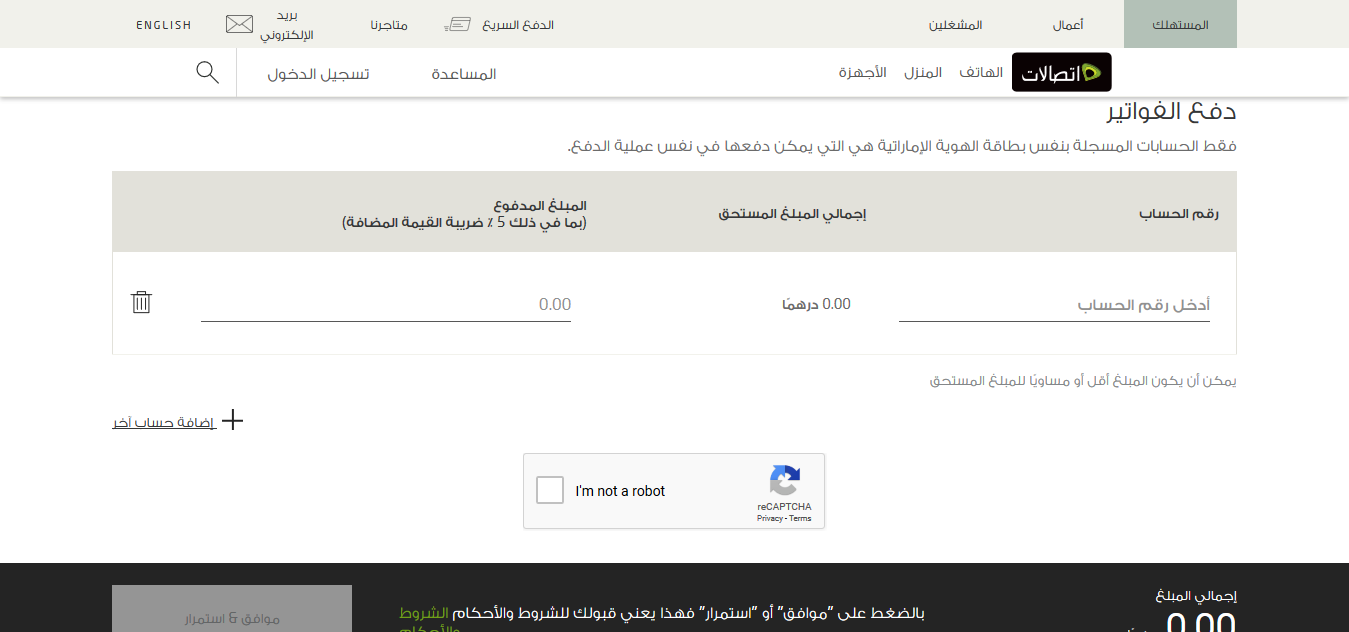 المستهلك
أعمال
المشغلين
الدفع السريع
متاجرنا
بريد
الإلكتروني
ENGLISH
اتصالات
الهاتف
المنزل
الأجهزة
المساعدة
تسجيل الدخول
دفع الفواتير
فقط الحسابات المسجلة بنفس بطاقة الهوية الإماراتية هي التي يمكن دفعها في نفس عملية الدفع.
رقم الحساب
إجمالي المبلغ المستحق
المبلغ المدفوع
(بما في ذلك 5 ٪ ضريبة القيمة المضافة)
أدخل رقم الحساب
0.00 درهمًا
0.00
يمكن أن يكون المبلغ أقل أو مساويًا للمبلغ المستحق
إضافة حساب آخر
I'm not a robot
reCAPTCHA
Privacy - Terms
إجمالي المبلغ
0.00
بالضغط على "موافق" أو "استمرار" فهذا يعني قبولك للشروط والأحكام الشروط
والأحكام
موافق & استمرار